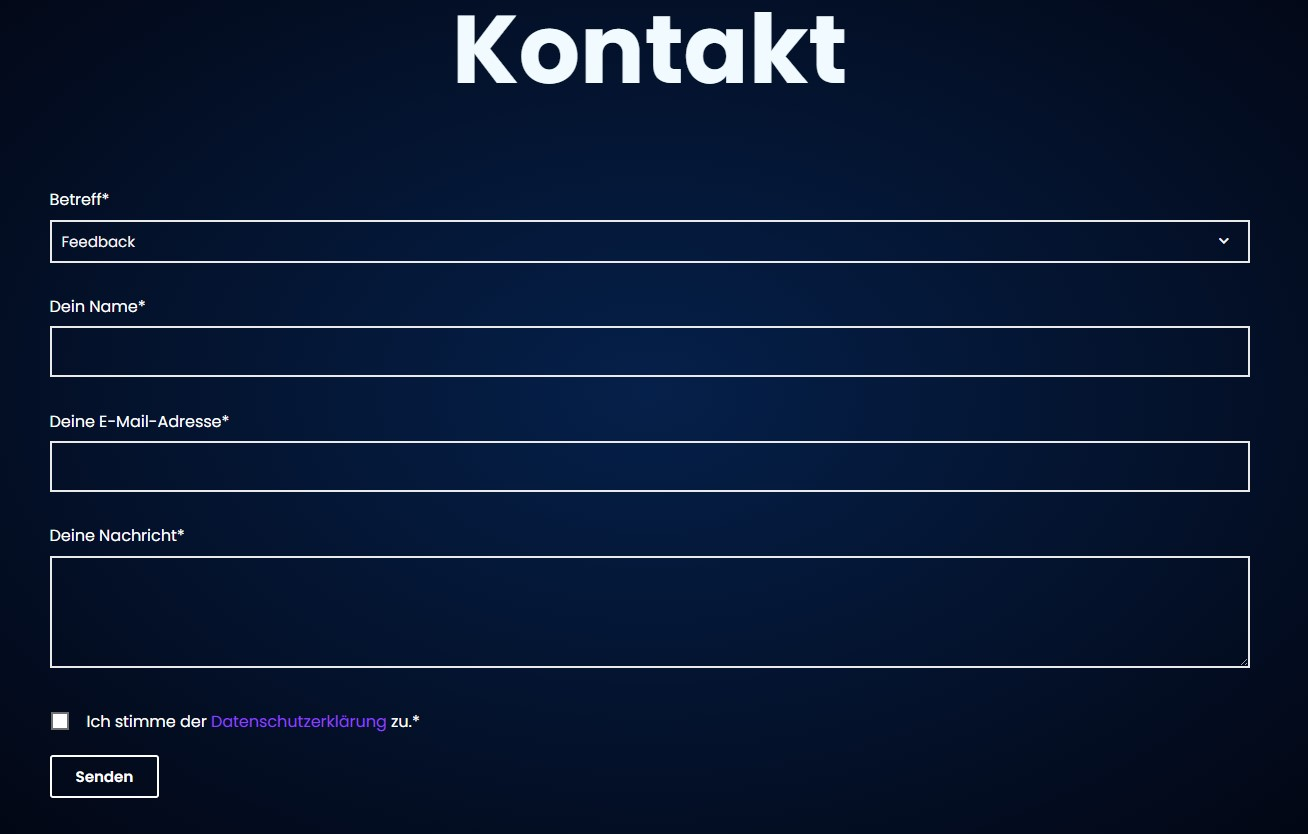 Kontakt
Betreff*
Feedback
Dein Name*
Deine E-Mail-Adresse*
Deine Nachricht*
Ich stimme der Datenschutzerklärung zu.*
Senden